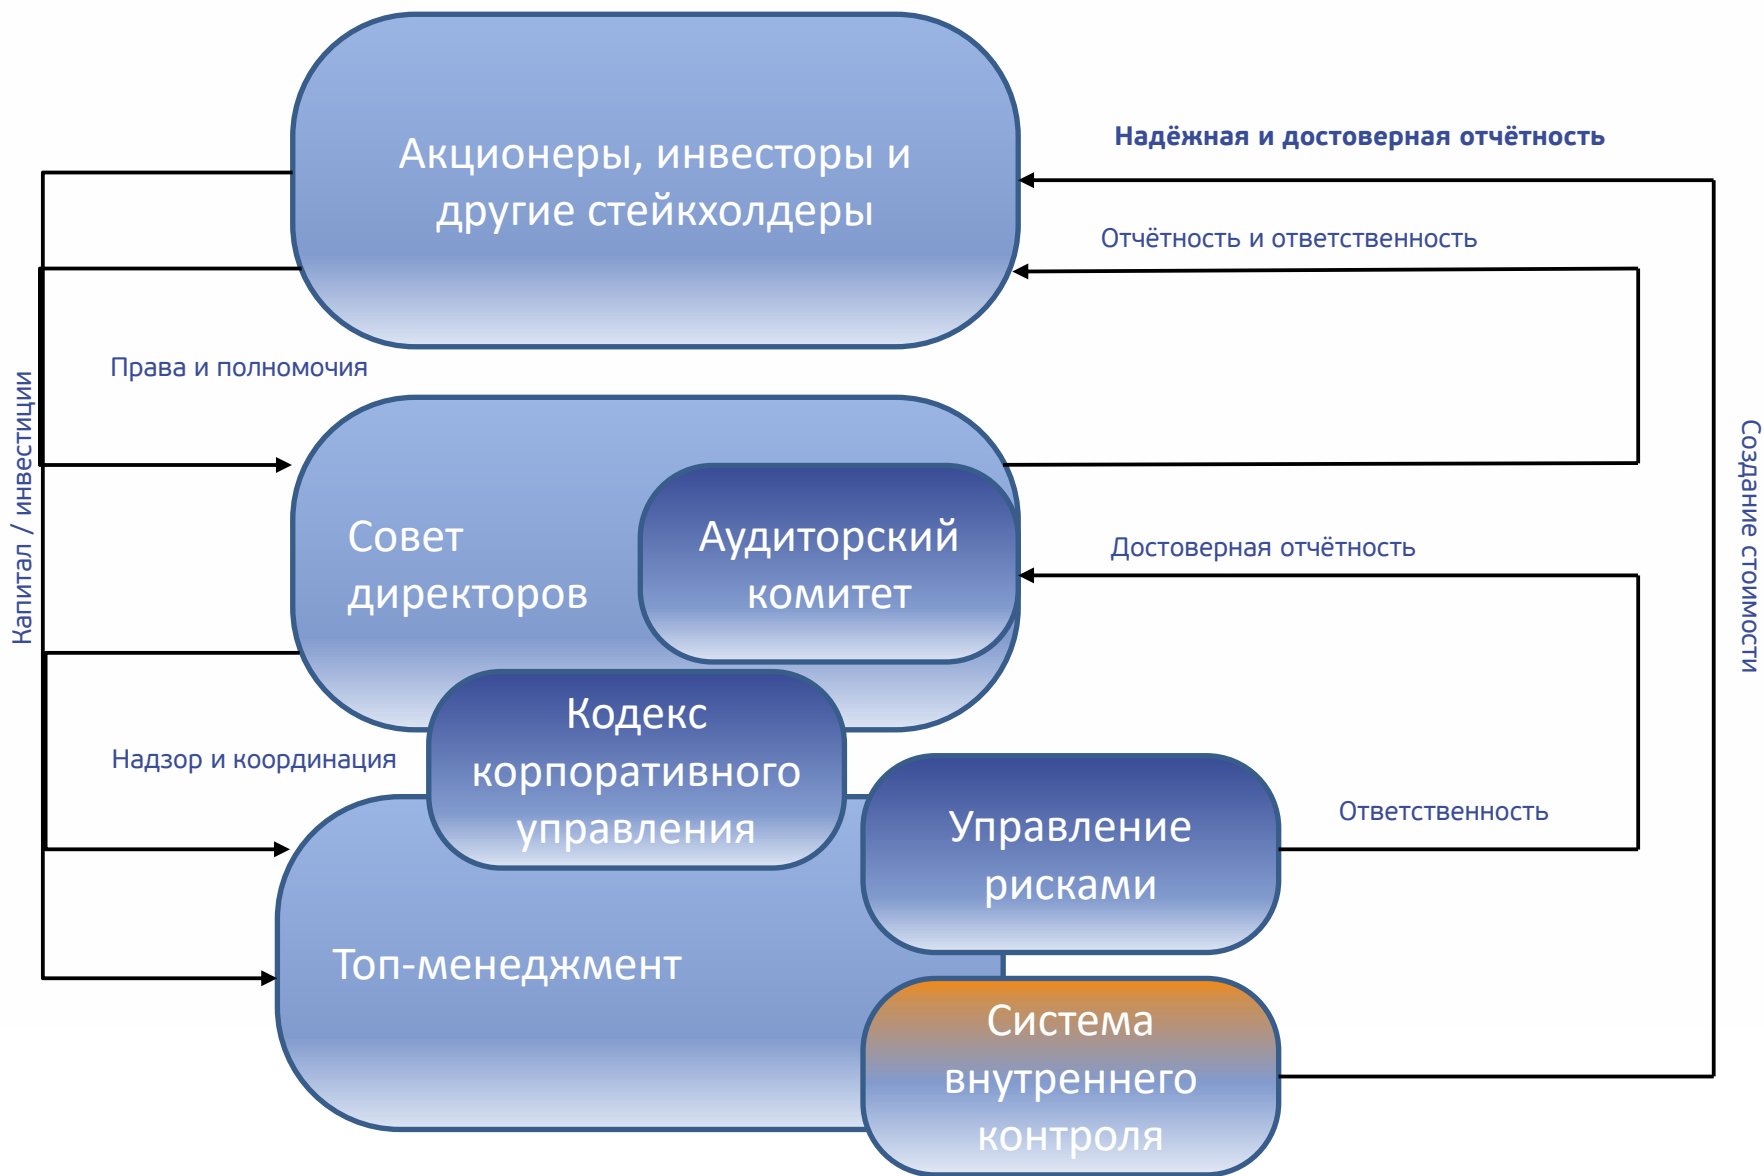 Акционеры, инвесторы и
другие стейкхолдеры
Надёжная и достоверная отчётность
Отчётность и ответственность
Права и полномочия
Капитал / инвестиции
Создание стоимости
Совет
директоров
Аудиторский
комитет
Достоверная отчётность
Кодекс
корпоративного
управления
Надзор и координация
Управление
рисками
Ответственность
Топ-менеджмент
Система
внутреннего
контроля